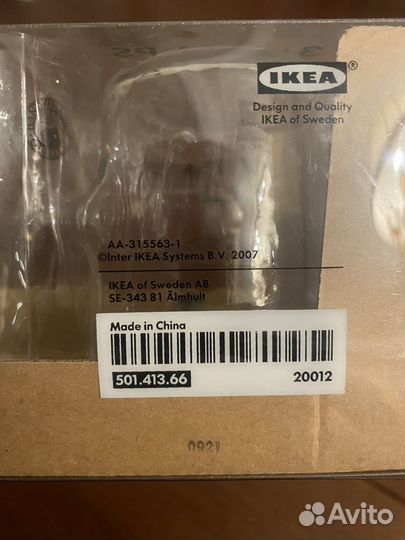 IKEA®
Design and Quality
IKEA of Sweden
AA-315563-1
©Inter IKEA Systems B.V. 2007
IKEA of Sweden AB
SE-343 81 Älmhult
Made in China
501.413.66
20012
0921
Avito